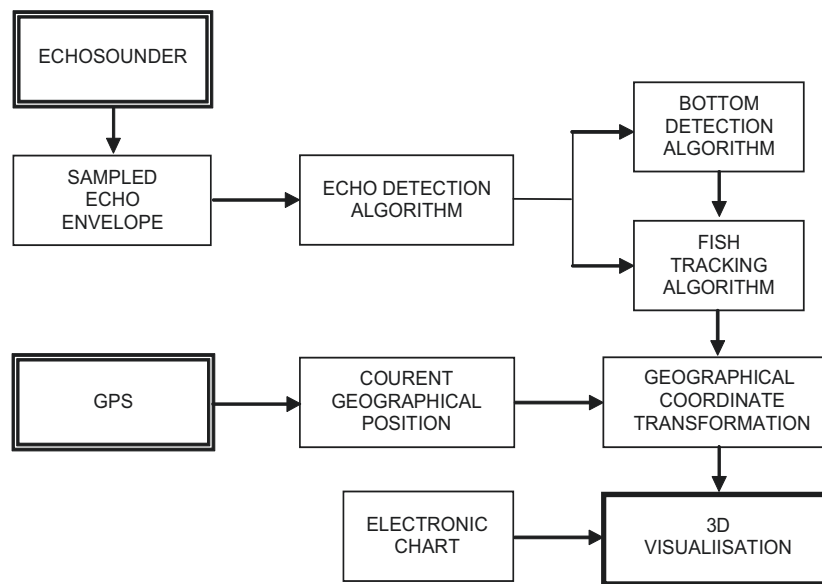 ECHOSOUNDER
SAMPLED
ECHO
ENVELOPE
ECHO DETECTION
ALGORITHM
BOTTOM
DETECTION
ALGORITHM
FISH
TRACKING
ALGORITHM
GPS
COURENT
GEOGRAPHICAL
POSITION
GEOGRAPHICAL
COORDINATE
TRANSFORMATION
ELECTRONIC
CHART
3D
VISUALIISATION